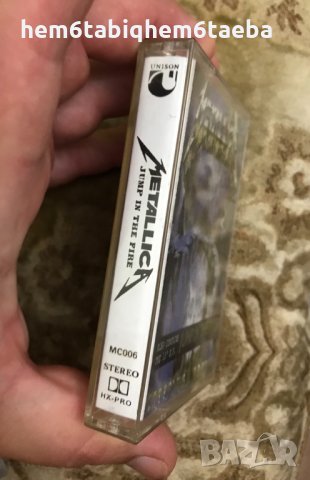 hem6tabiqhem6taeba
UNISON
METALLICA
JUMP IN THE FIRE
MC006
STEREO
HX-PRO
BAZAR